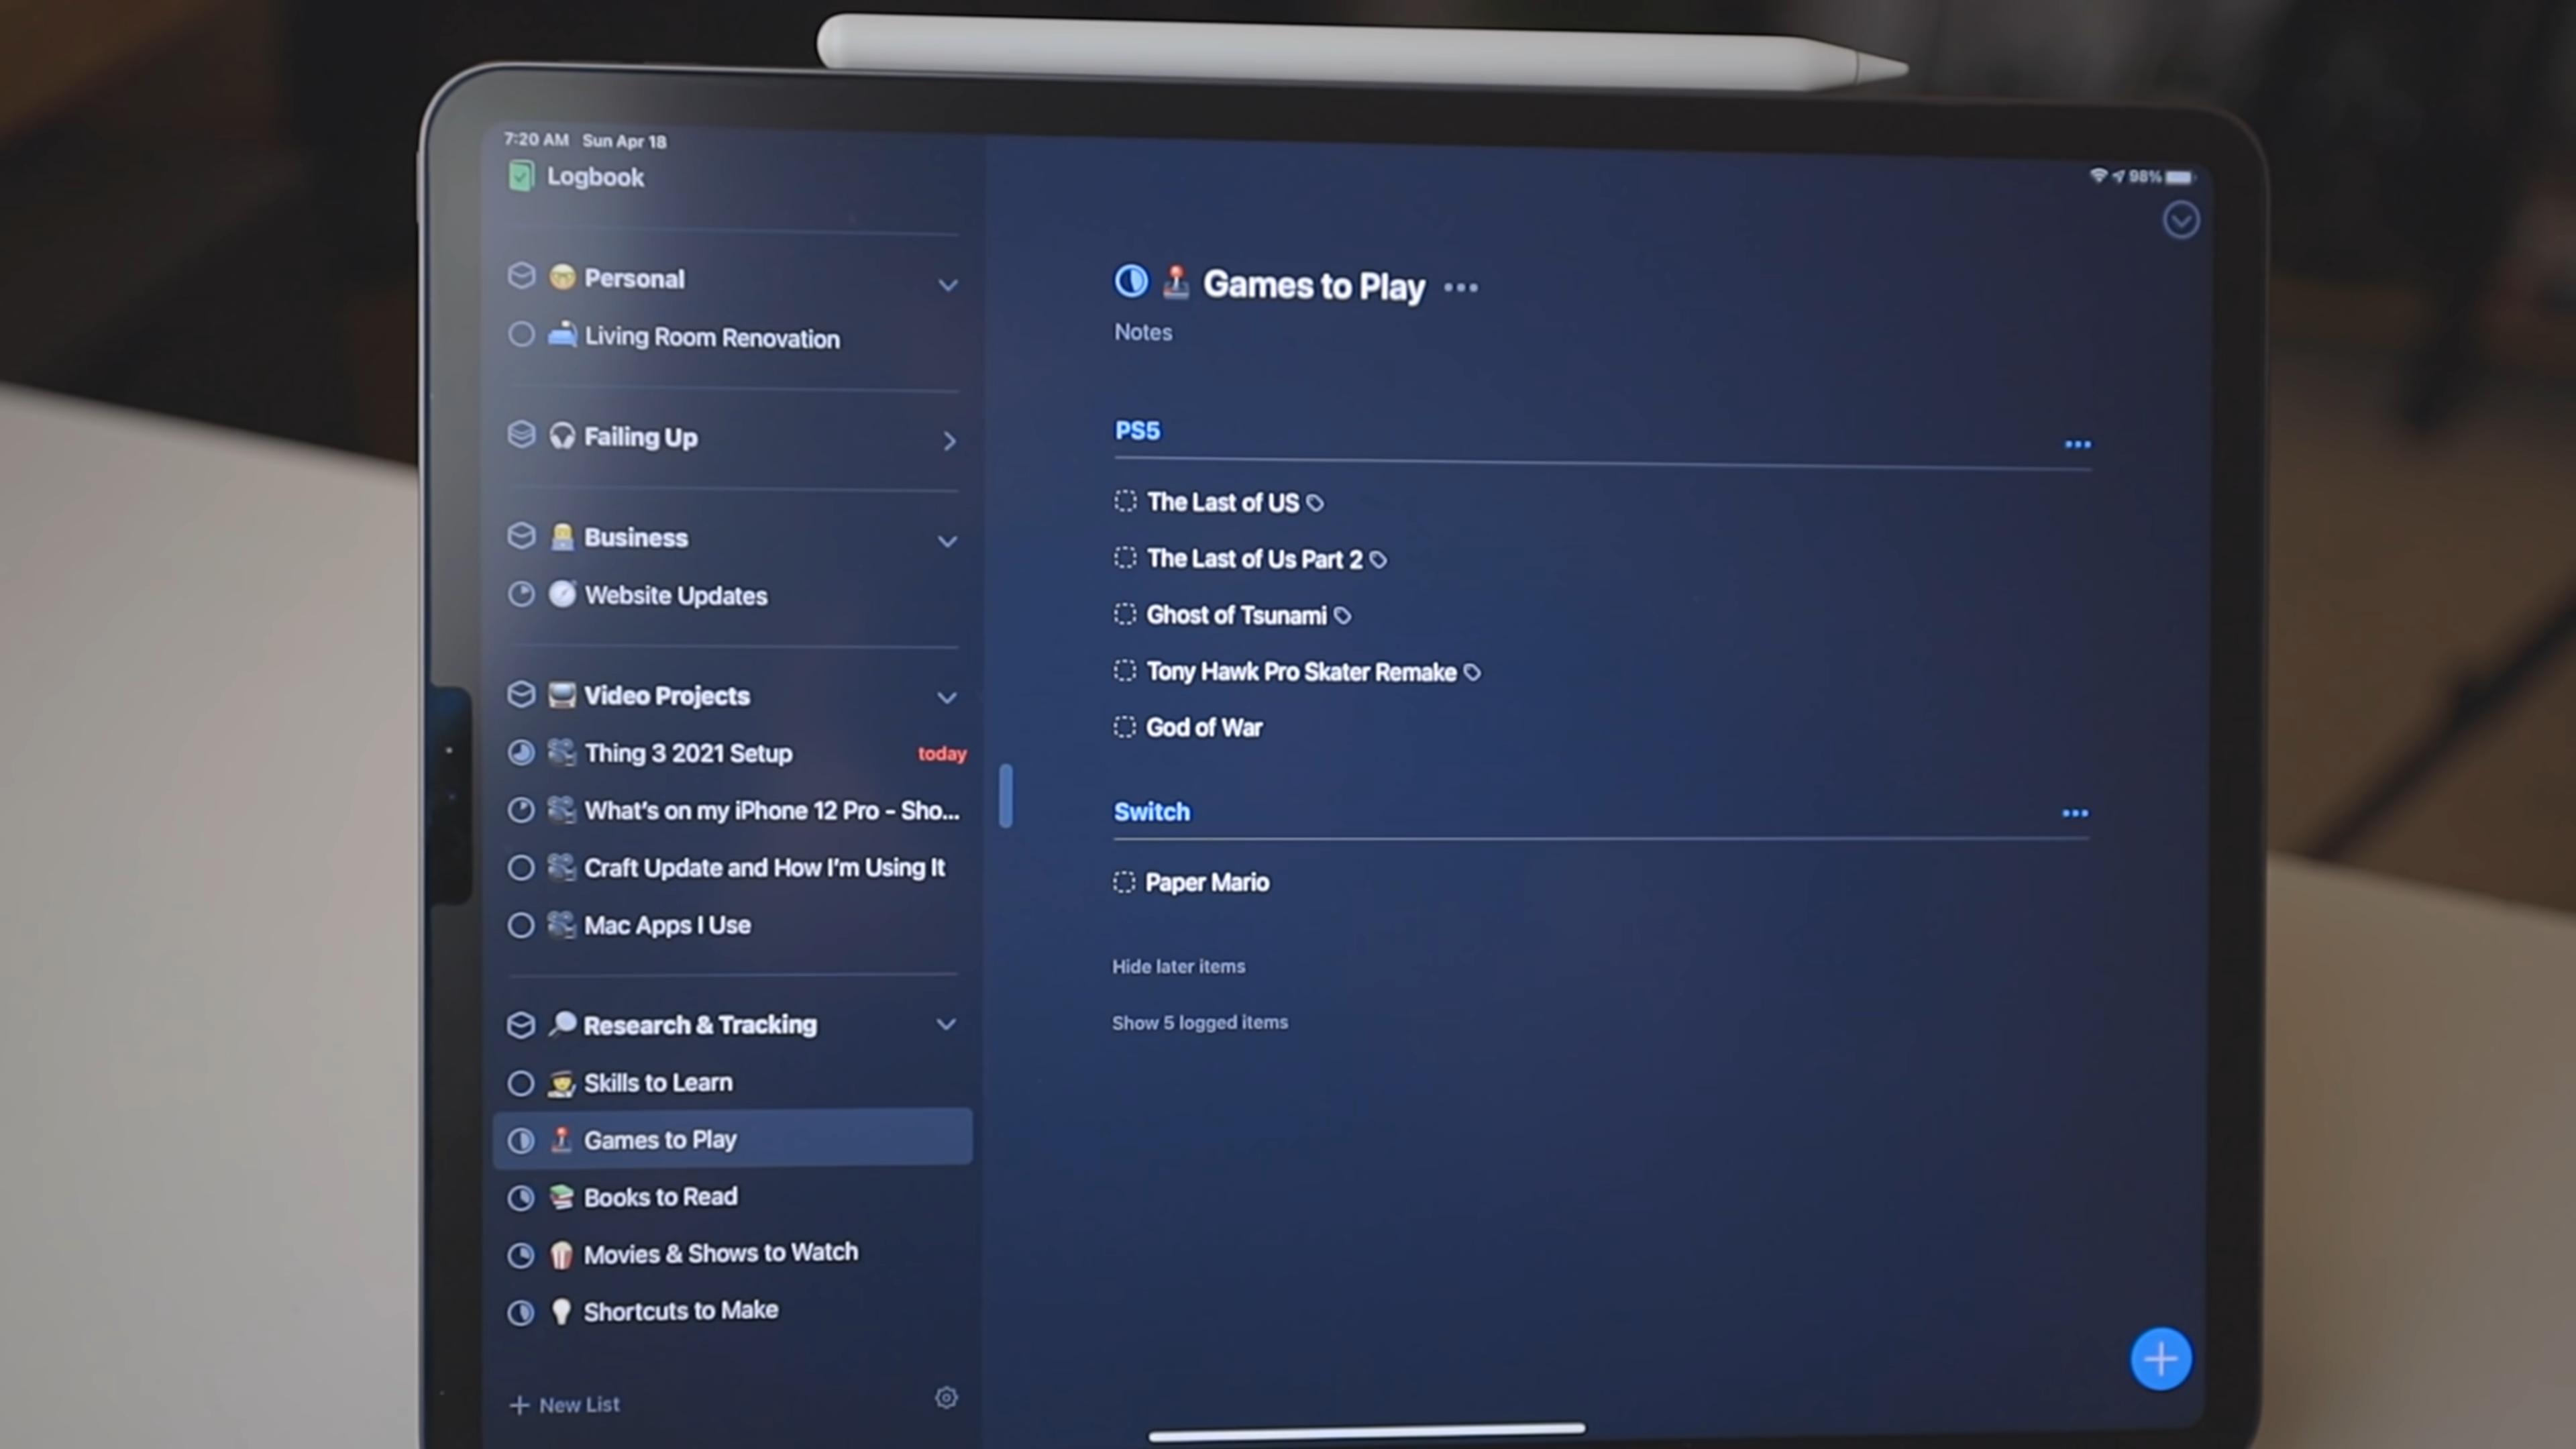 7:20 AM Sun Apr 18
98%
Logbook
Personal
Living Room Renovation
Failing Up
Business
Website Updates
Video Projects
Thing 3 2021 Setup today
What's on my iPhone 12 Pro - Sho...
Craft Update and How I'm Using It
Mac Apps I Use
Research & Tracking
Skills to Learn
Games to Play
Books to Read
Movies & Shows to Watch
Shortcuts to Make
+ New List
Games to Play
Notes
PS5
The Last of US
The Last of Us Part 2
Ghost of Tsunami
Tony Hawk Pro Skater Remake
God of War
Switch
Paper Mario
Hide later items
Show 5 logged items